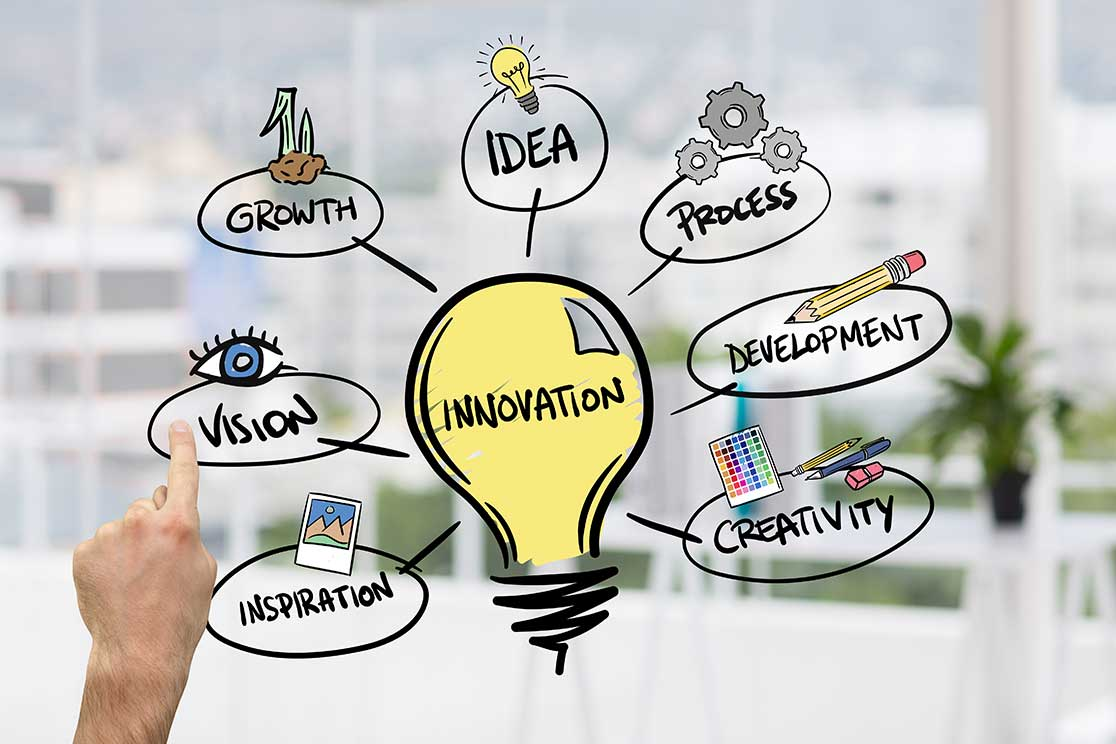 IDEA
GROWTH
PROCESS
DEVELOPMENT
VISION
INNOVATION
CREATIVITY
INSPIRATION